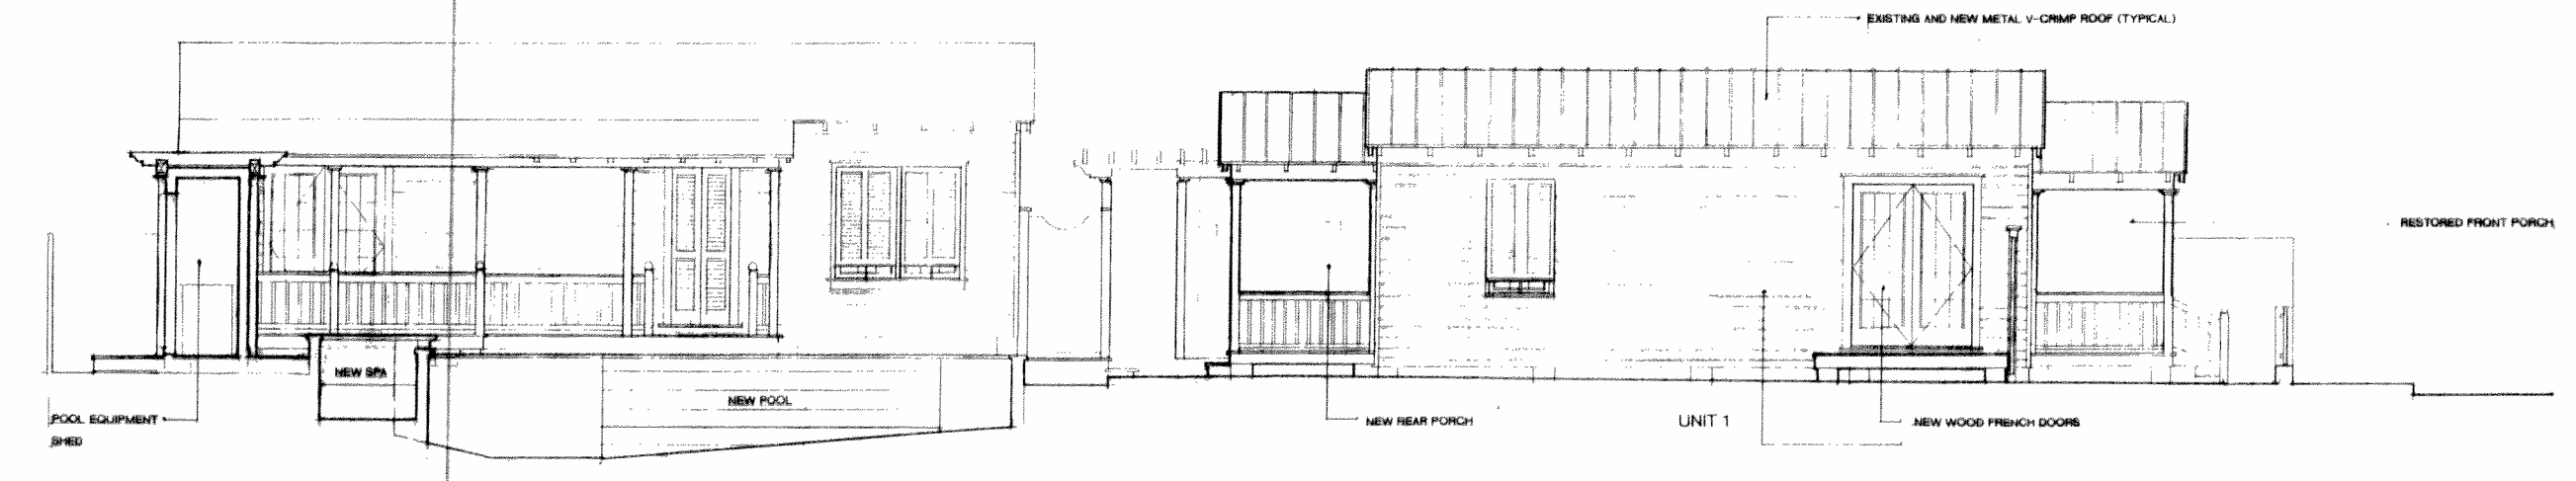 EXISTING AND NEW METAL V-CRIMP ROOF (TYPICAL)
RESTORED FRONT PORCH
NEW SPA
NEW POOL
POOL EQUIPMENT
SHED
NEW REAR PORCH
UNIT 1
NEW WOOD FRENCH DOORS